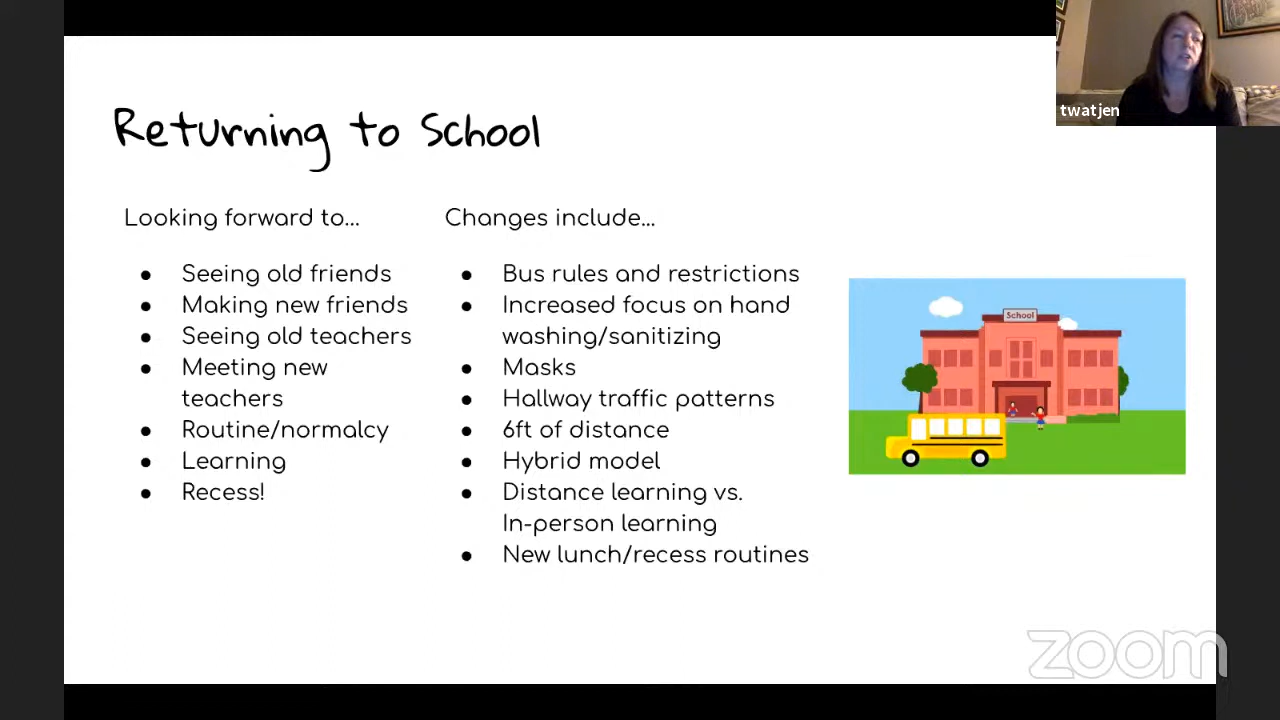 twatjen
Returning to School
Looking forward to...
● Seeing old friends
● Making new friends
● Seeing old teachers
● Meeting new
teachers
● Routine/normalcy
● Learning
● Recess!
Changes include...
● Bus rules and restrictions
● Increased focus on hand
washing/sanitizing
● Masks
● Hallway traffic patterns
● 6ft of distance
● Hybrid model
● Distance learning vs.
In-person learning
● New lunch/recess routines
School
zoom